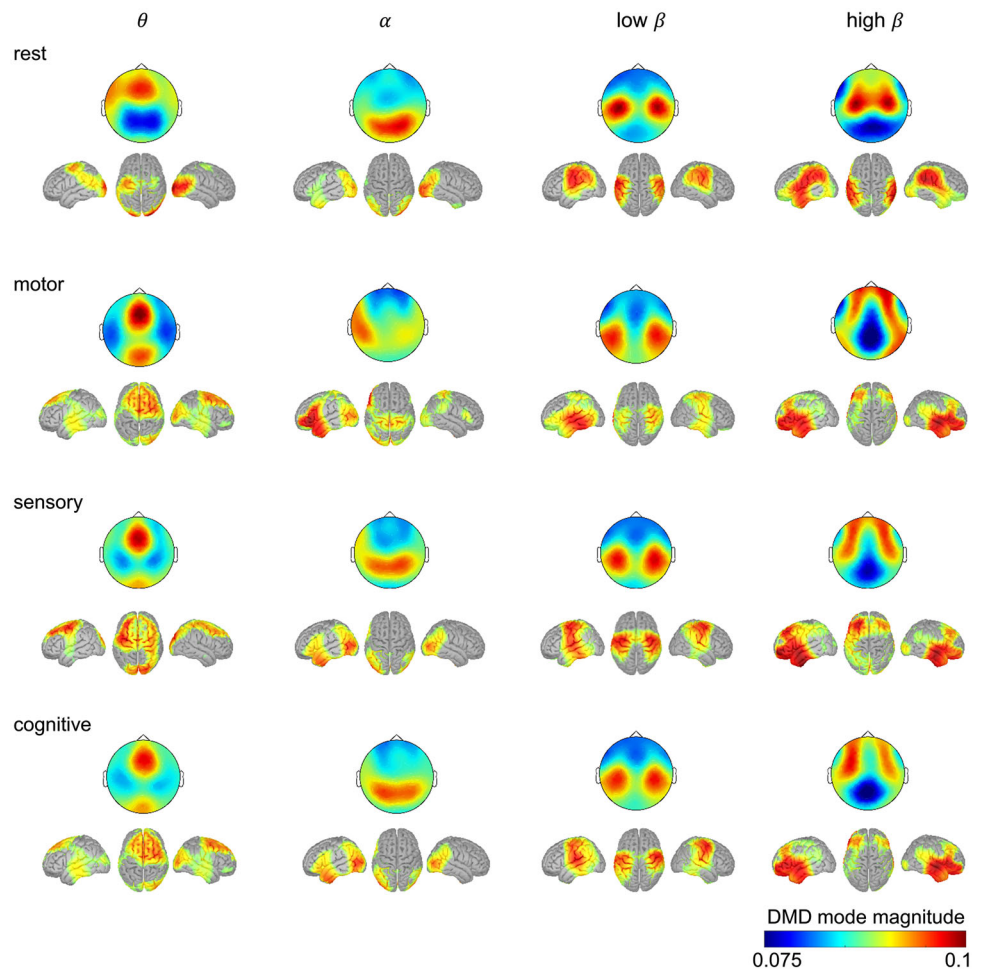 θ α low β high β
rest
motor
sensory
cognitive
DMD mode magnitude
0.075 0.1